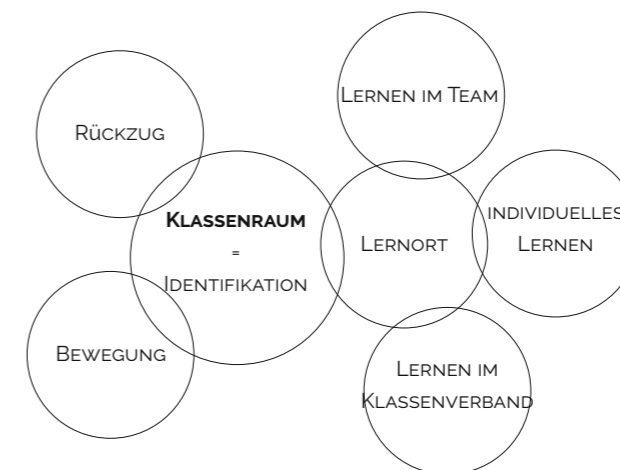 Rückzug
Klassenraum
=
Identifikation
Bewegung
Lernen im Team
Lernort
individuelles
Lernen
Lernen im
Klassenverband